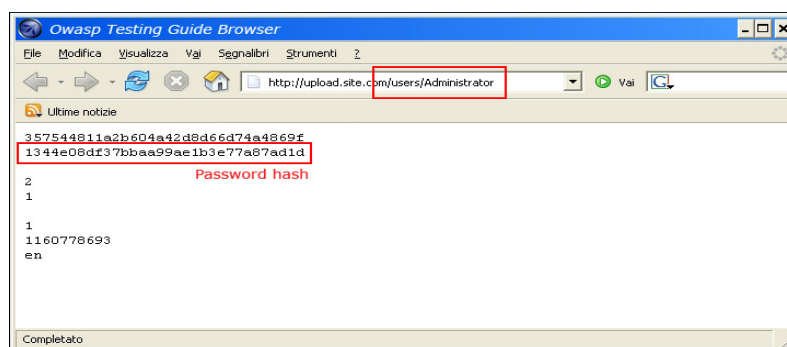 Owasp Testing Guide Browser
File Modifica Visualizza Vai Segnalibri Strumenti ?
http://upload.site.com/users/Administrator Vai G
Ultime notizie
357544811a2b604a42d8d66d74a4869f
1344e08df37bbaa99ae1b3e77a87ad1d
Password hash
2
1
1
1160778693
en
Completato